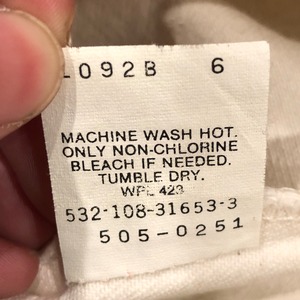 L092B 6
MACHINE WASH HOT.
ONLY NON-CHLORINE
BLEACH IF NEEDED.
TUMBLE DRY.
WPL 423
532-108-31653-3
505-0251